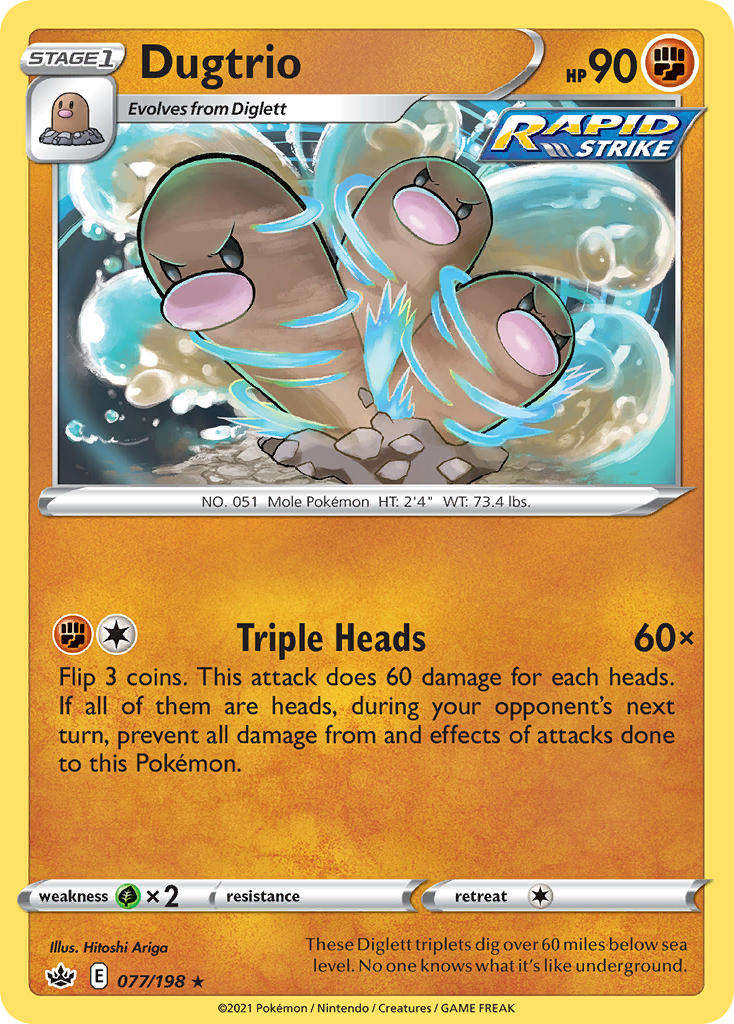 STAGE 1
Dugtrio
HP 90
Evolves from Diglett
RAPID
STRIKE
NO. 051 Mole Pokémon HT: 2'4" WT: 73.4 lbs.
Triple Heads 60×
Flip 3 coins. This attack does 60 damage for each heads.
If all of them are heads, during your opponent's next
turn, prevent all damage from and effects of attacks done
to this Pokémon.
weakness ×2 resistance retreat
Illus. Hitoshi Ariga
These Diglett triplets dig over 60 miles below sea
level. No one knows what it's like underground.
E 077/198 ★
©2021 Pokémon / Nintendo / Creatures / GAME FREAK